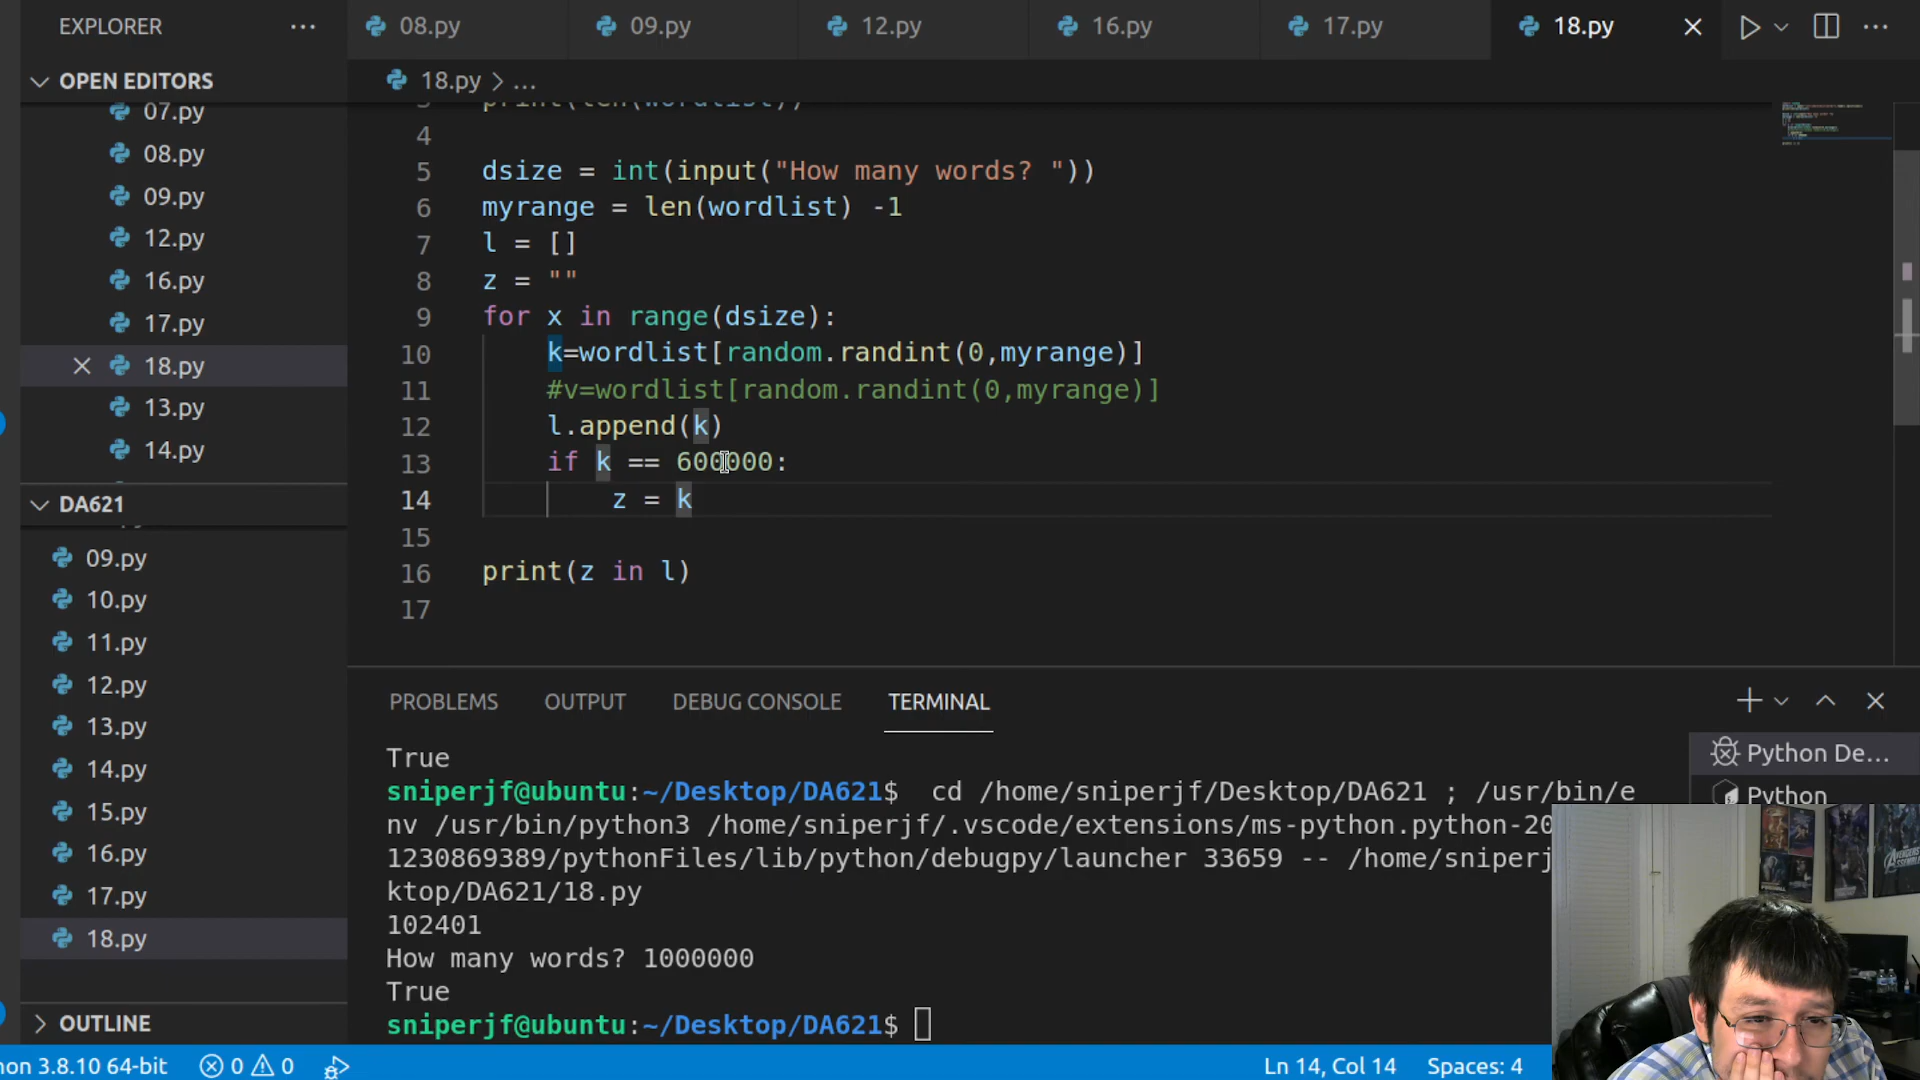 EXPLORER
08.py
09.py
12.py
16.py
17.py
18.py
OPEN EDITORS
18.py > ...
07.py
08.py
09.py
12.py
16.py
17.py
18.py
13.py
14.py
3 print(len(wordlist))
4
5 dsize = int(input("How many words? "))
6 myrange = len(wordlist) -1
7 l = []
8 z = ""
9 for x in range(dsize):
10 k=wordlist[random.randint(0,myrange)]
11 #v=wordlist[random.randint(0,myrange)]
12 l.append(k)
13 if k == 600000:
14 z = k
15
16 print(z in l)
17
DA621
09.py
10.py
11.py
12.py
13.py
14.py
15.py
16.py
17.py
18.py
OUTLINE
PROBLEMS OUTPUT DEBUG CONSOLE TERMINAL
True
sniperjf@ubuntu:~/Desktop/DA621$ cd /home/sniperjf/Desktop/DA621 ; /usr/bin/e
nv /usr/bin/python3 /home/sniperjf/.vscode/extensions/ms-python.python-20
1230869389/pythonFiles/lib/python/debugpy/launcher 33659 -- /home/sniperj
ktop/DA621/18.py
102401
How many words? 1000000
True
sniperjf@ubuntu:~/Desktop/DA621$
Python De...
Python
on 3.8.10 64-bit
0 0
Ln 14, Col 14
Spaces: 4